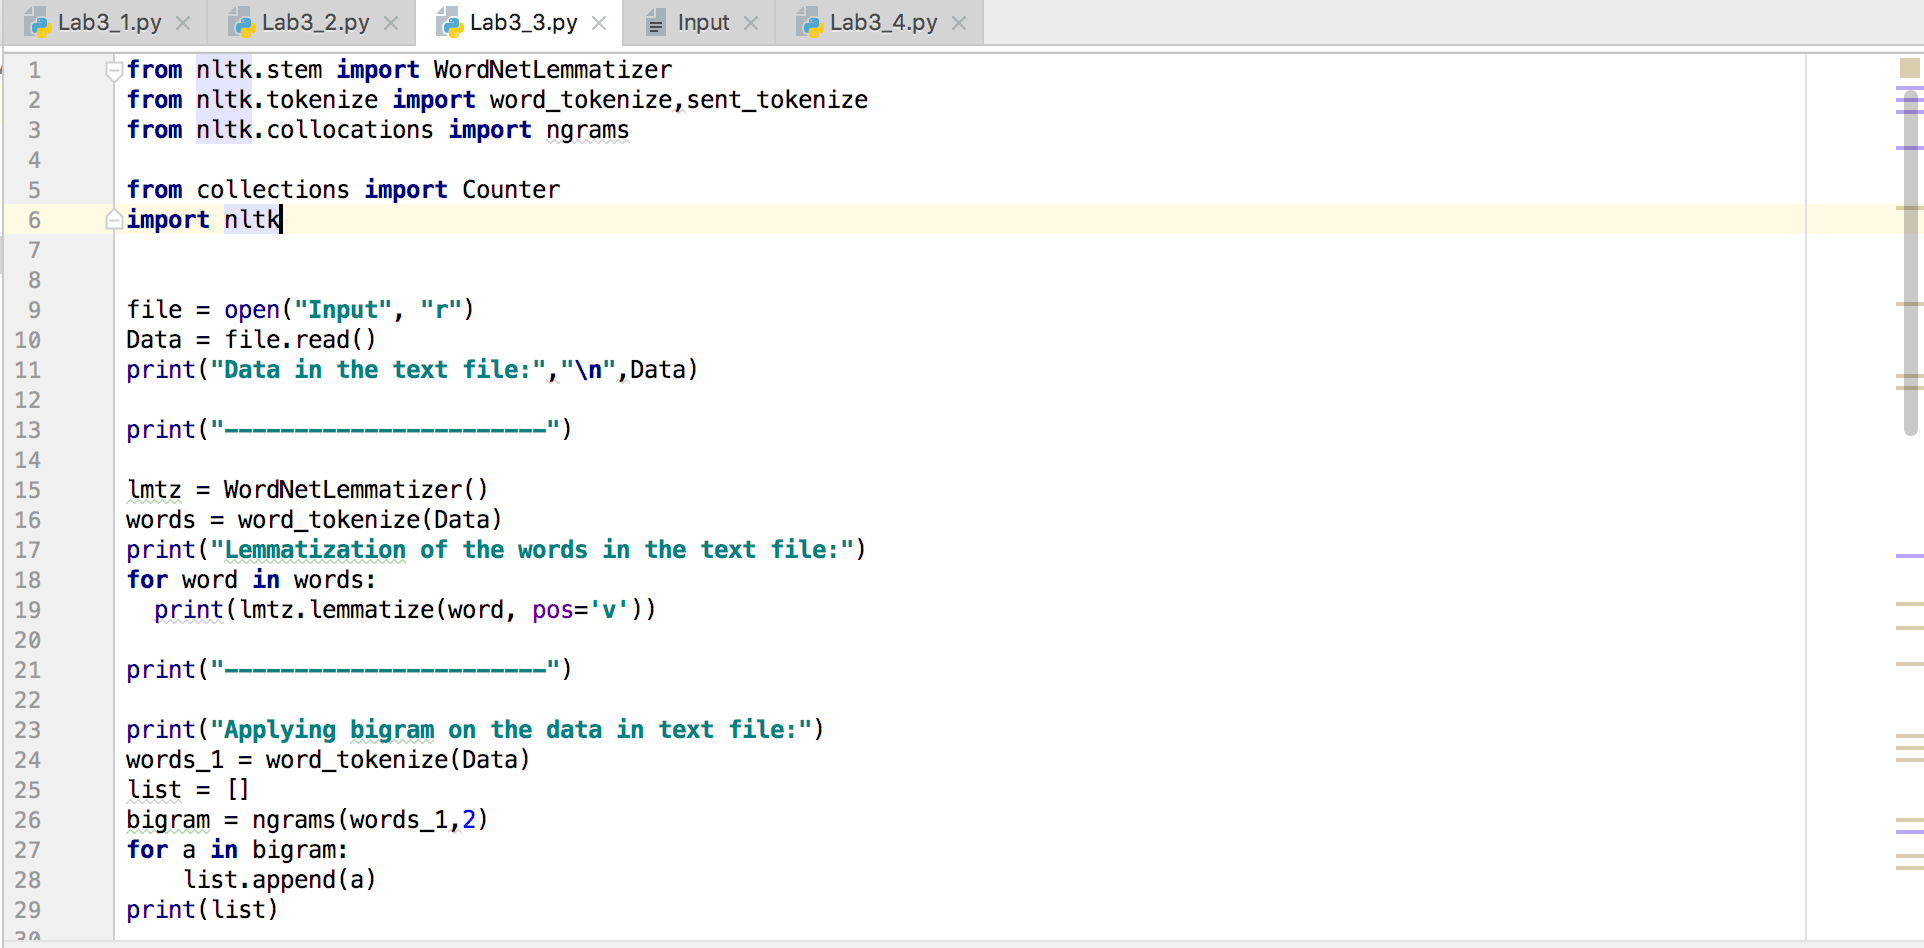 Lab3_1.py Lab3_2.py Lab3_3.py Input Lab3_4.py
1 from nltk.stem import WordNetLemmatizer
2 from nltk.tokenize import word_tokenize,sent_tokenize
3 from nltk.collocations import ngrams
4
5 from collections import Counter
6 import nltk
7
8
9 file = open("Input", "r")
10 Data = file.read()
11 print("Data in the text file:","\n",Data)
12
13 print("-----------------------")
14
15 lmtz = WordNetLemmatizer()
16 words = word_tokenize(Data)
17 print("Lemmatization of the words in the text file:")
18 for word in words:
19   print(lmtz.lemmatize(word, pos='v'))
20
21 print("-----------------------")
22
23 print("Applying bigram on the data in text file:")
24 words_1 = word_tokenize(Data)
25 list = []
26 bigram = ngrams(words_1,2)
27 for a in bigram:
28     list.append(a)
29 print(list)
30